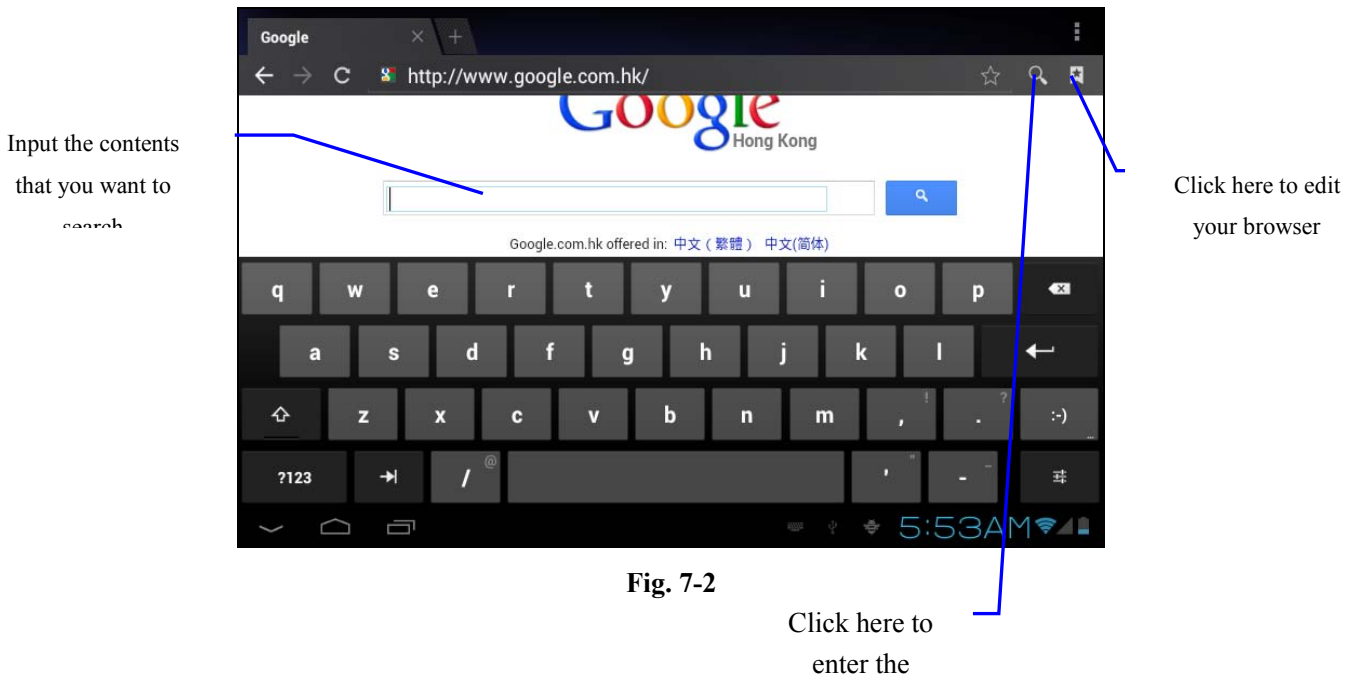 Google
http://www.google.com.hk/
Google
Hong Kong
Input the contents
that you want to
search
Click here to edit
your browser
Google.com.hk offered in: 中文（繁體） 中文(简体)
q w e r t y u i o p
a s d f g h j k l
z x c v b n m , ! . ? :-) ...
?123 / @ ' " - _
5:53AM
Fig. 7-2
Click here to
enter the